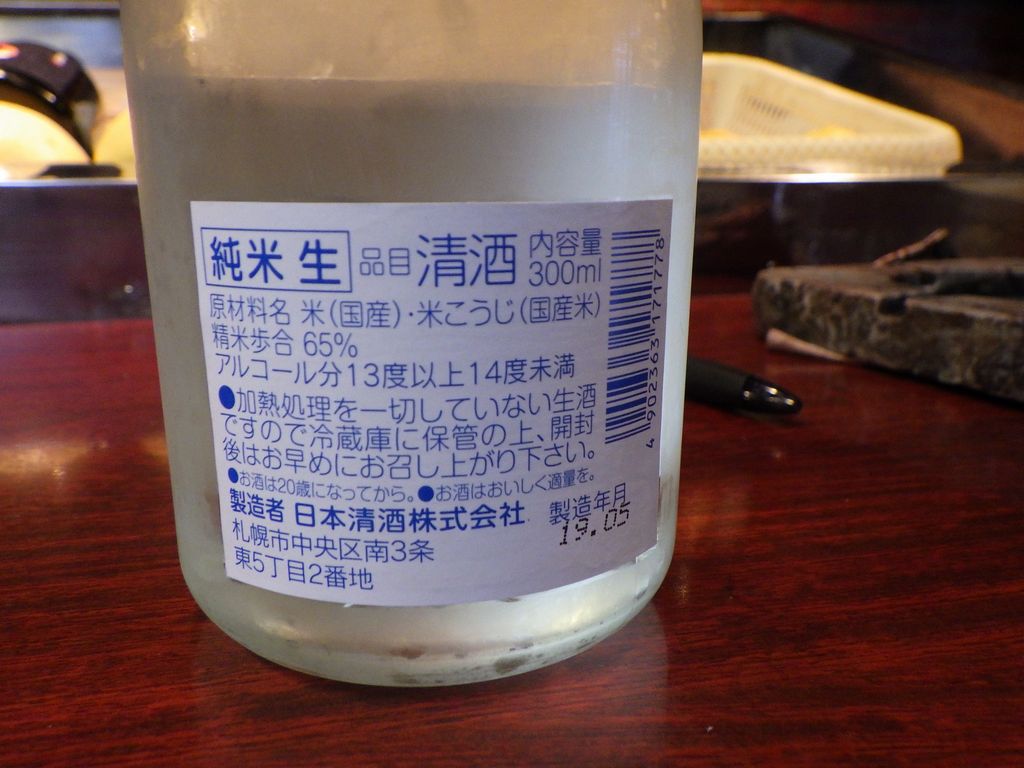 純米 生 品目 清酒 内容量 300ml
原材料名 米(国産)・米こうじ(国産米)
精米歩合 65%
アルコール分13度以上14度未満
●加熱処理を一切していない生酒
ですので冷蔵庫に保管の上、開封
後はお早めにお召し上がり下さい。
●お酒は20歳になってから。●お酒はおいしく適量を。
製造者 日本清酒株式会社
札幌市中央区南3条
東5丁目2番地
製造年月
19.05
4 902363 171778